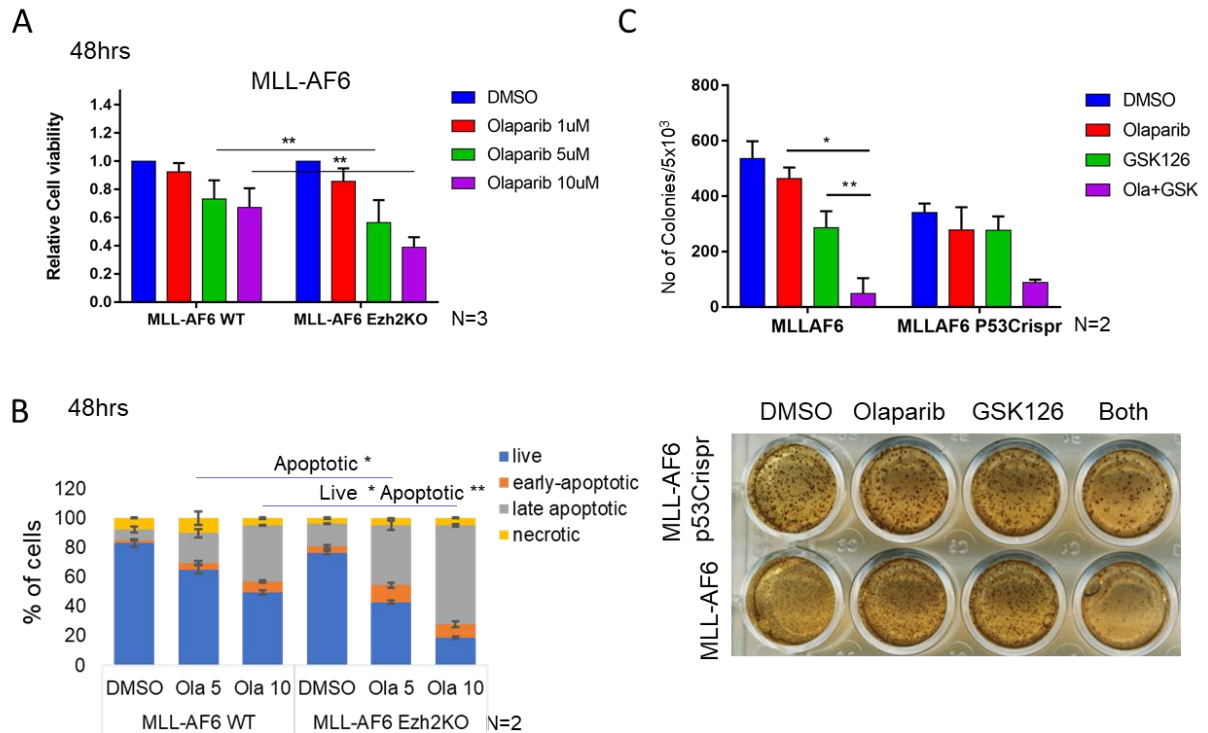 A
48hrs
MLL-AF6
Relative Cell viability
1.4
1.2
1.0
0.8
0.6
0.4
0.2
0.0
**
**
MLL-AF6 WT
MLL-AF6 Ezh2KO
N=3
DMSO
Olaparib 1uM
Olaparib 5uM
Olaparib 10uM
B
48hrs
Apoptotic *
Live * Apoptotic **
% of cells
120
100
80
60
40
20
0
DMSO Ola 5 Ola 10 DMSO Ola 5 Ola 10
MLL-AF6 WT MLL-AF6 Ezh2KO N=2
live
early-apoptotic
late apoptotic
necrotic
C
No of Colonies/5x10³
800
600
400
200
0
*
**
MLLAF6
MLLAF6 P53Crispr
N=2
DMSO
Olaparib
GSK126
Ola+GSK
DMSO Olaparib GSK126 Both
MLL-AF6
p53Crispr
MLL-AF6